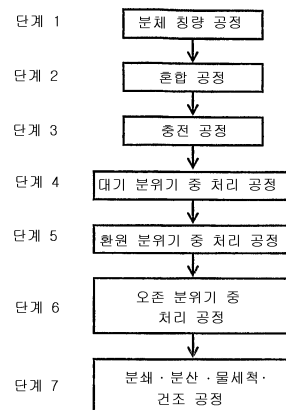 단계 1
분체 칭량 공정
단계 2
혼합 공정
단계 3
충전 공정
단계 4
대기 분위기 중 처리 공정
단계 5
환원 분위기 중 처리 공정
단계 6
오존 분위기 중
처리 공정
단계 7
분쇄 · 분산 · 물세척·
건조 공정